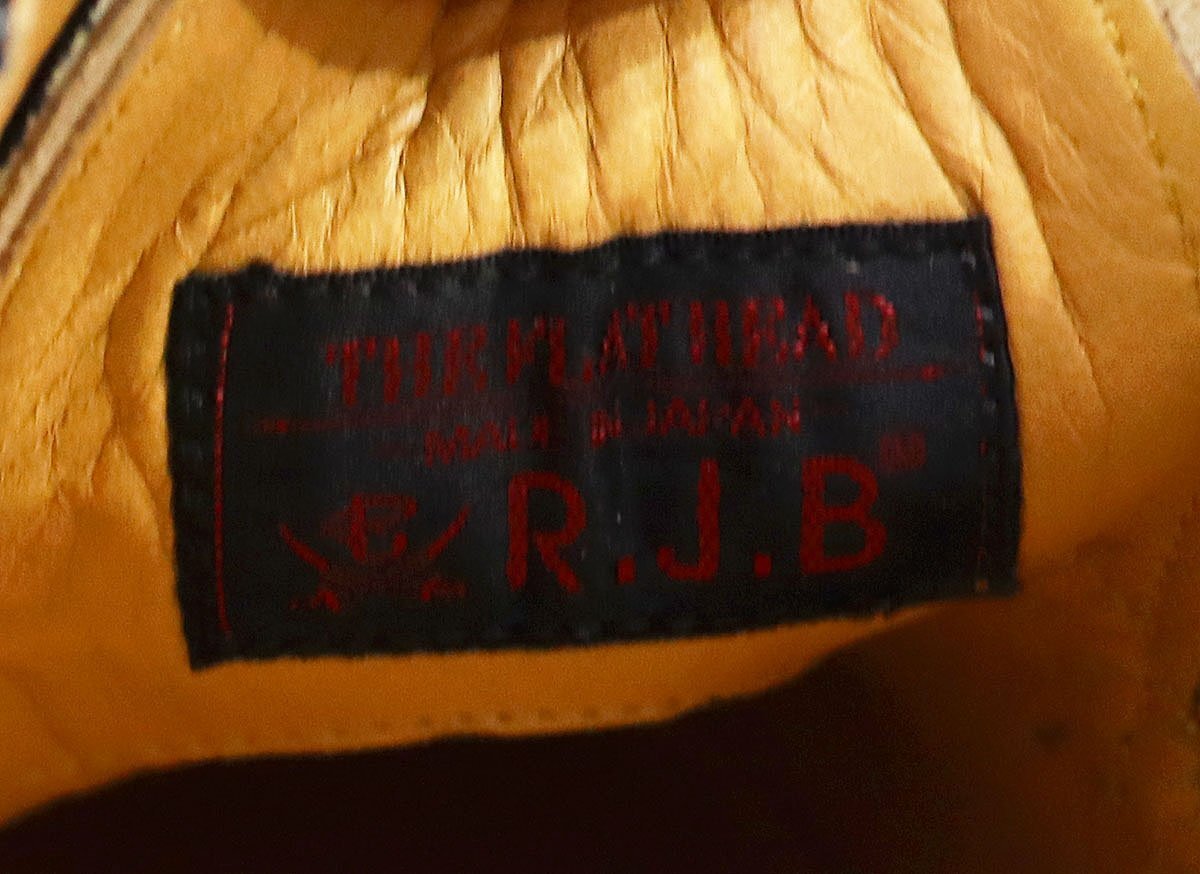 THE FLAT HEAD
MADE IN JAPAN
B R.J.B